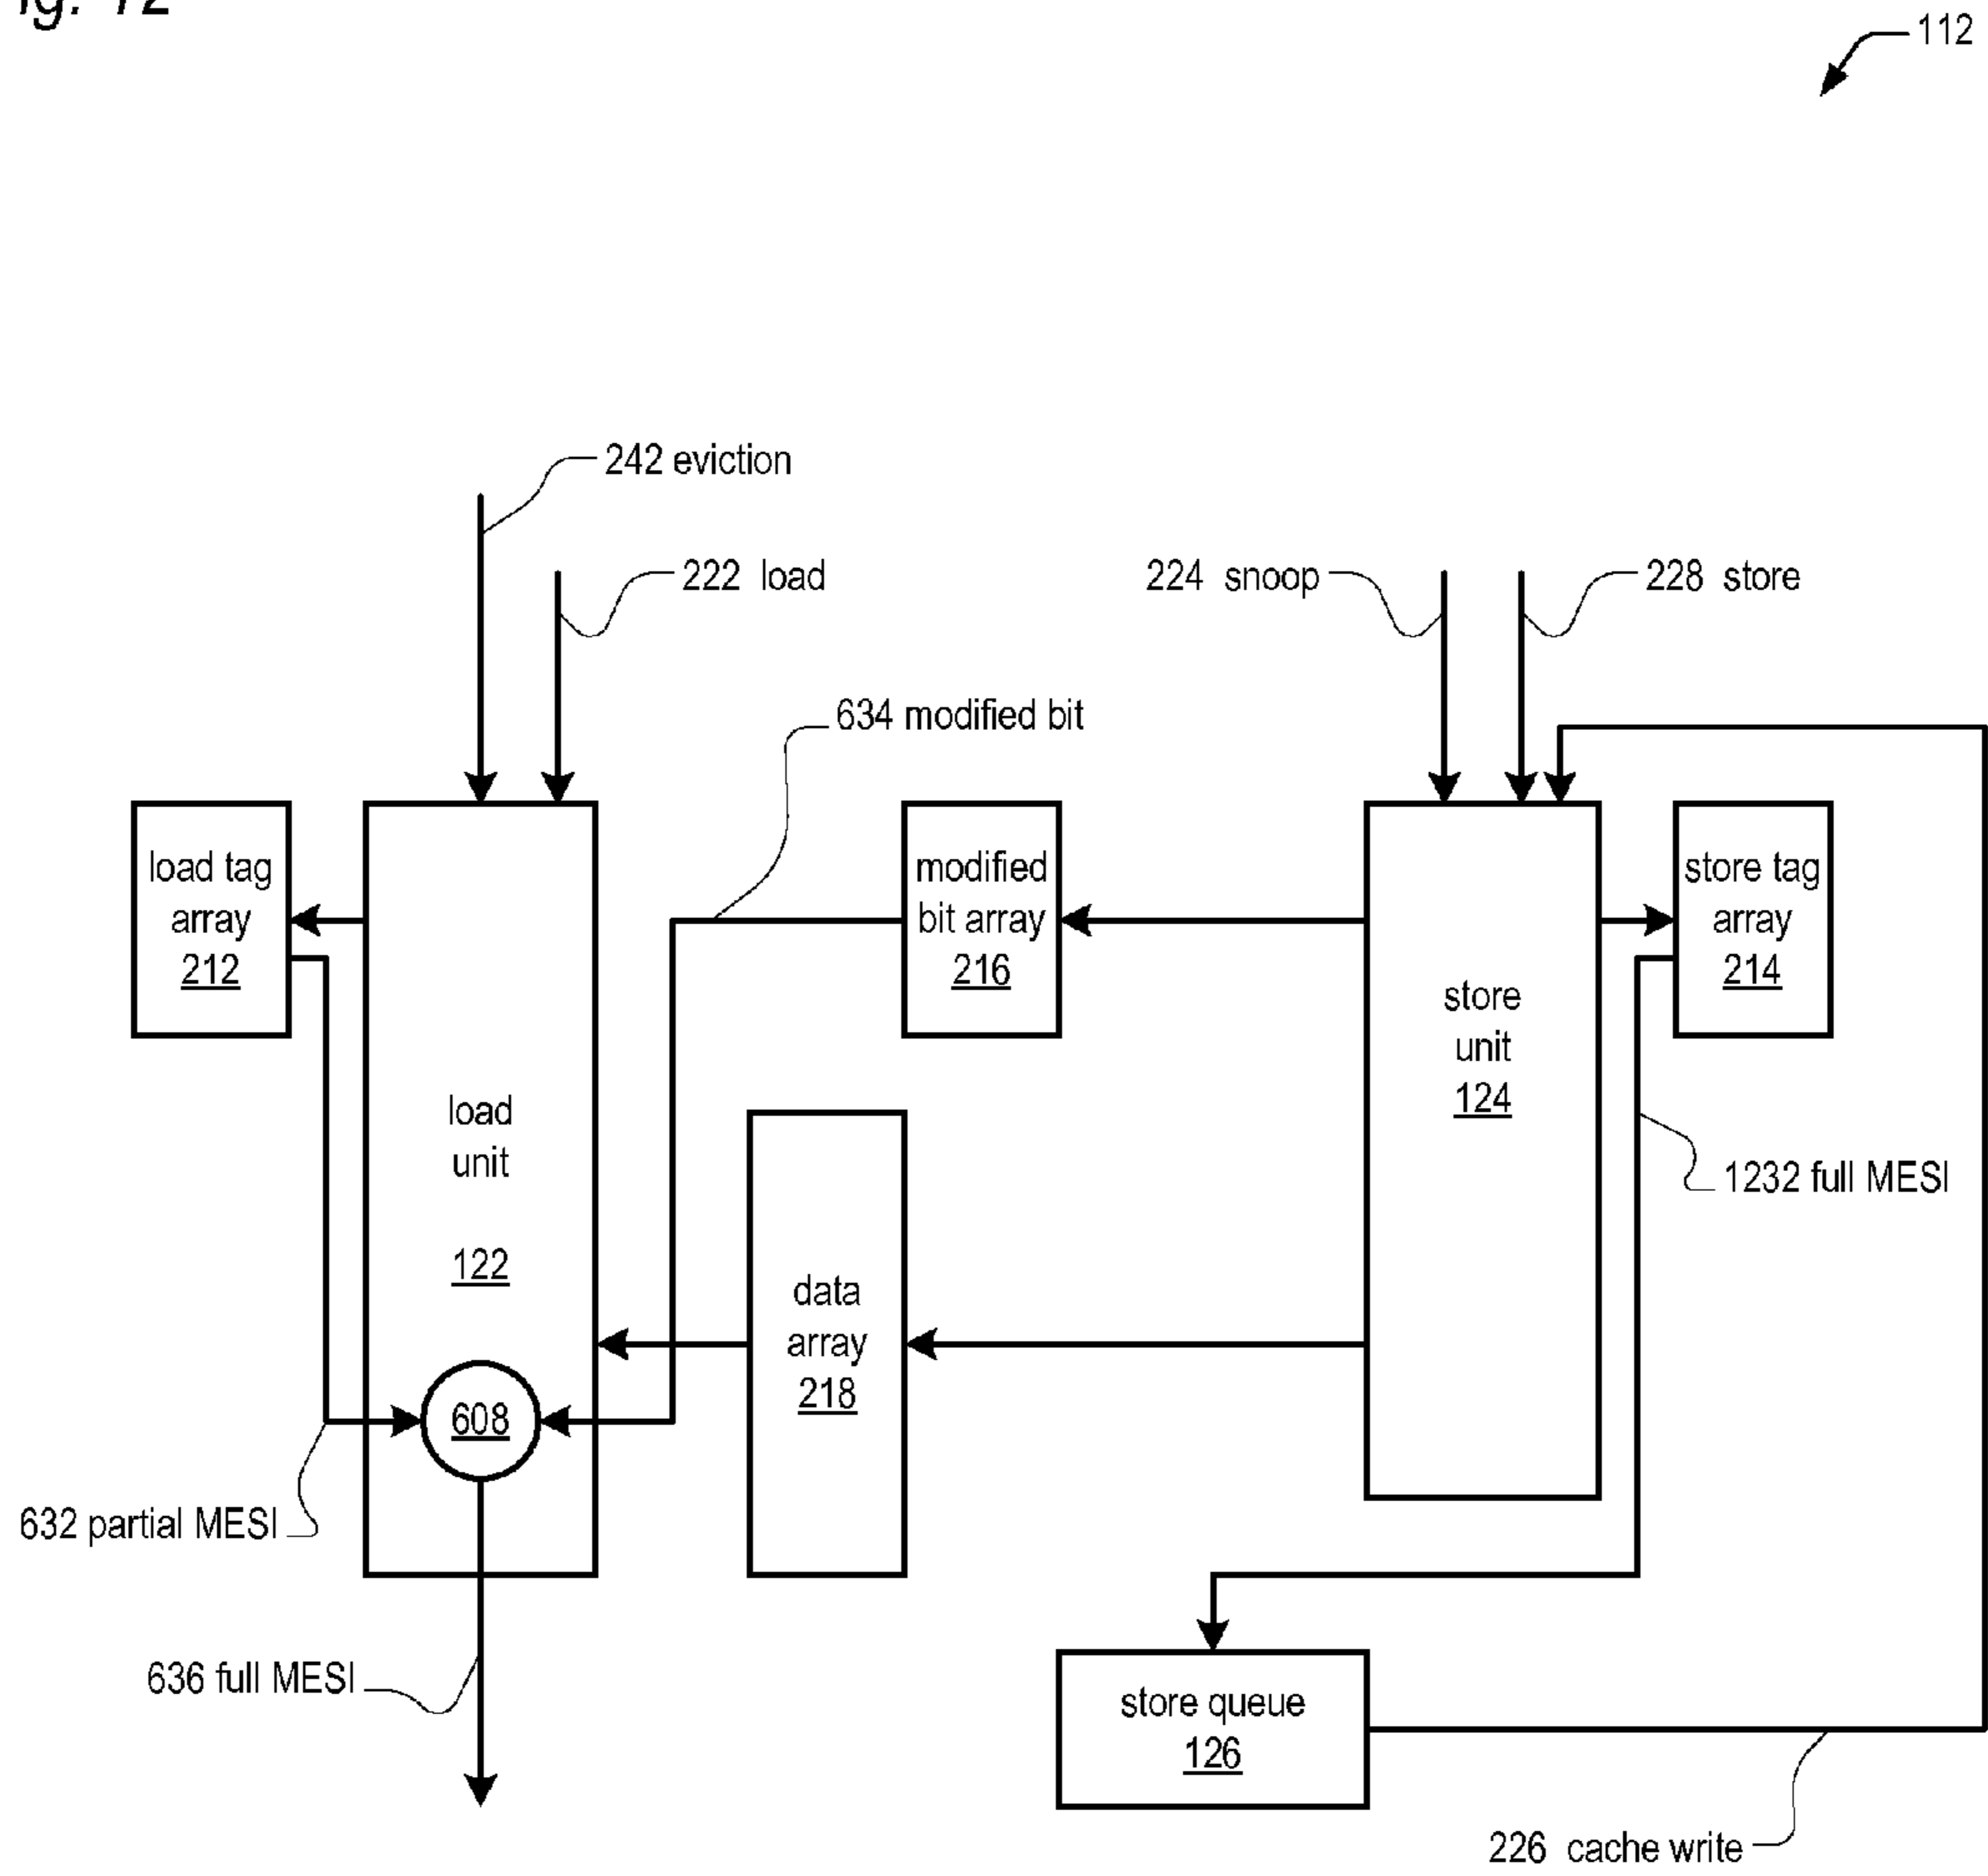 ig. 12
112
242 eviction
222 load
224 snoop
228 store
634 modified bit
load tag
array
212
modified
bit array
216
store tag
array
214
store
unit
124
load
unit
122
1232 full MESI
data
array
218
608
632 partial MESI
636 full MESI
store queue
126
226 cache write